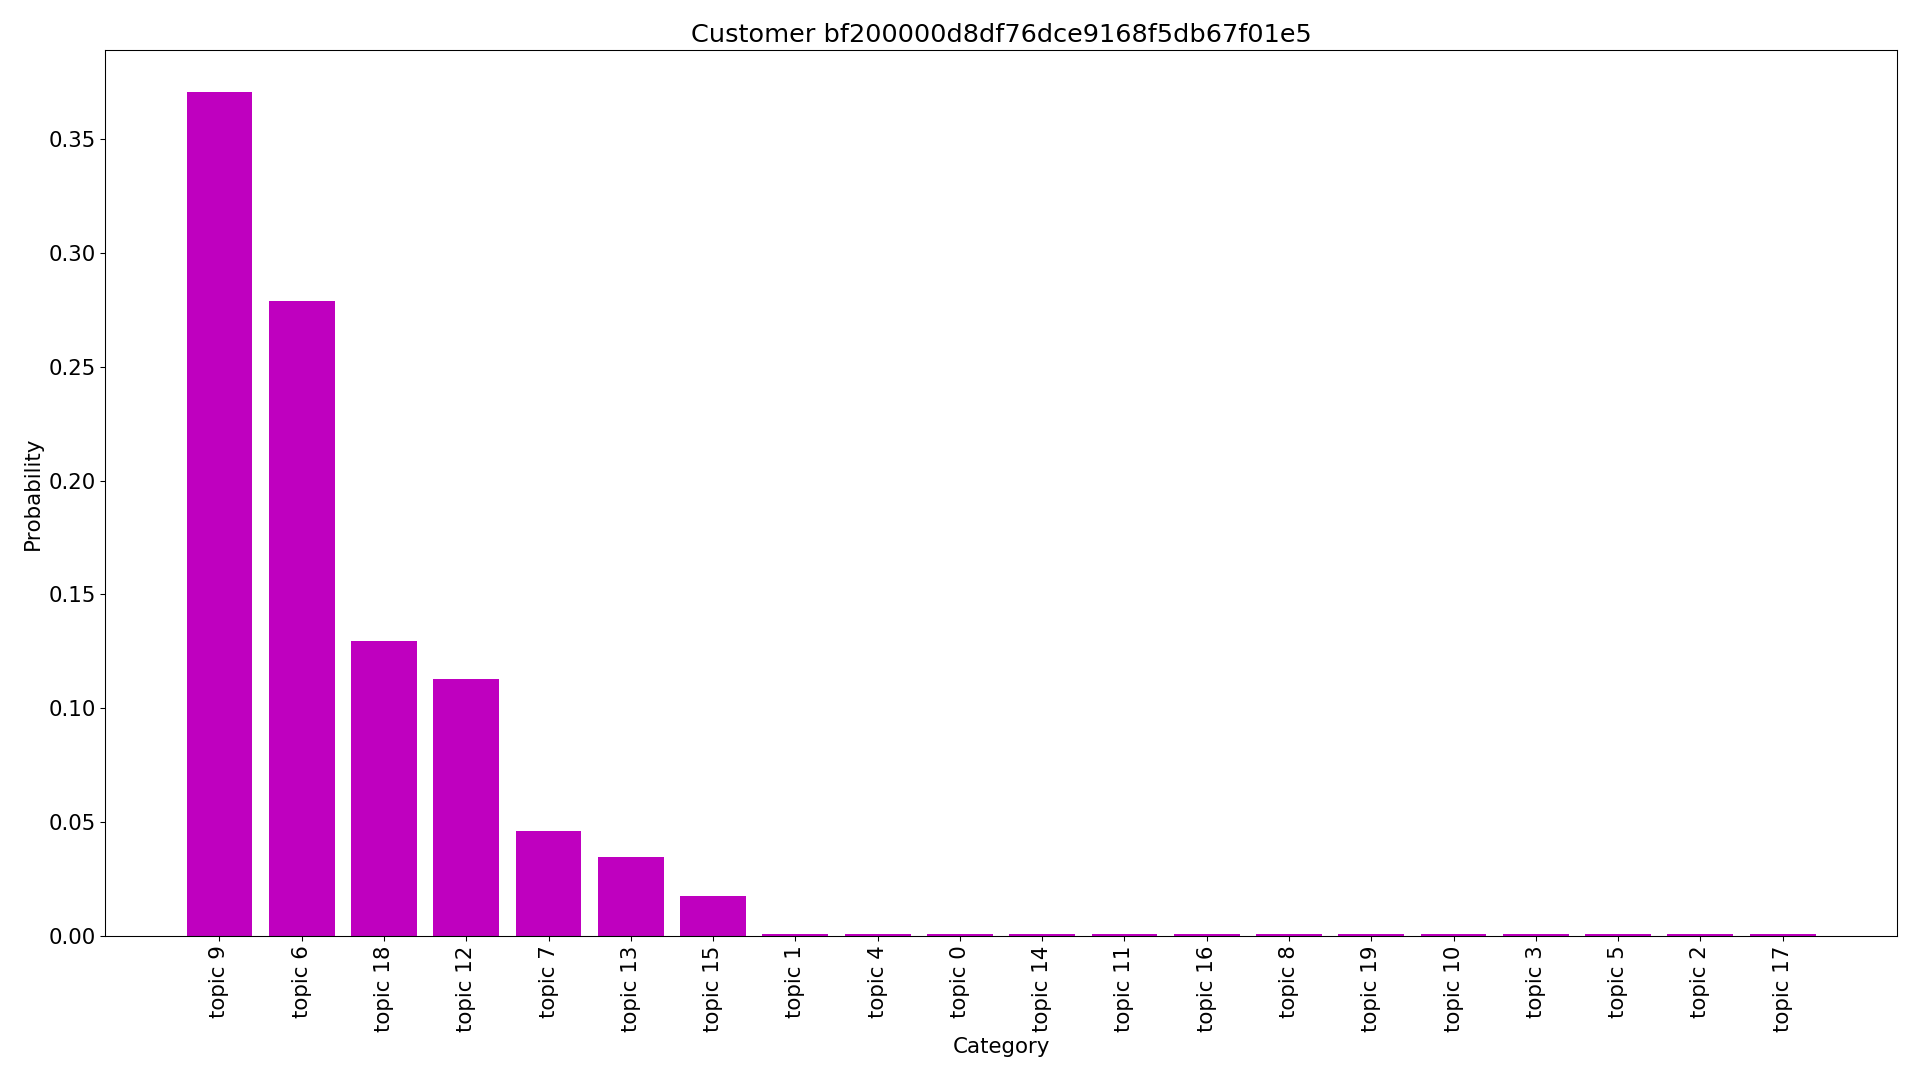 Customer bf200000d8df76dce9168f5db67f01e5
Probability
0.35
0.30
0.25
0.20
0.15
0.10
0.05
0.00
topic 9
topic 6
topic 18
topic 12
topic 7
topic 13
topic 15
topic 1
topic 4
topic 0
topic 14
topic 11
topic 16
topic 8
topic 19
topic 10
topic 3
topic 5
topic 2
topic 17
Category